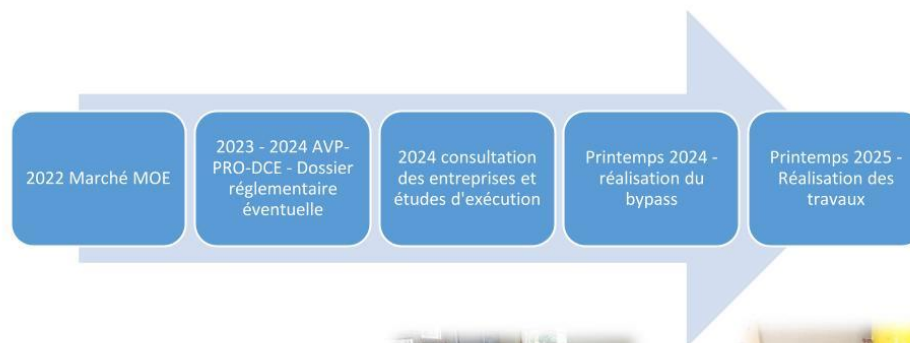 2022 Marché MOE
2023 - 2024 AVP-
PRO-DCE - Dossier
réglementaire
éventuelle
2024 consultation
des entreprises et
études d'exécution
Printemps 2024 -
réalisation du
bypass
Printemps 2025 -
Réalisation des
travaux